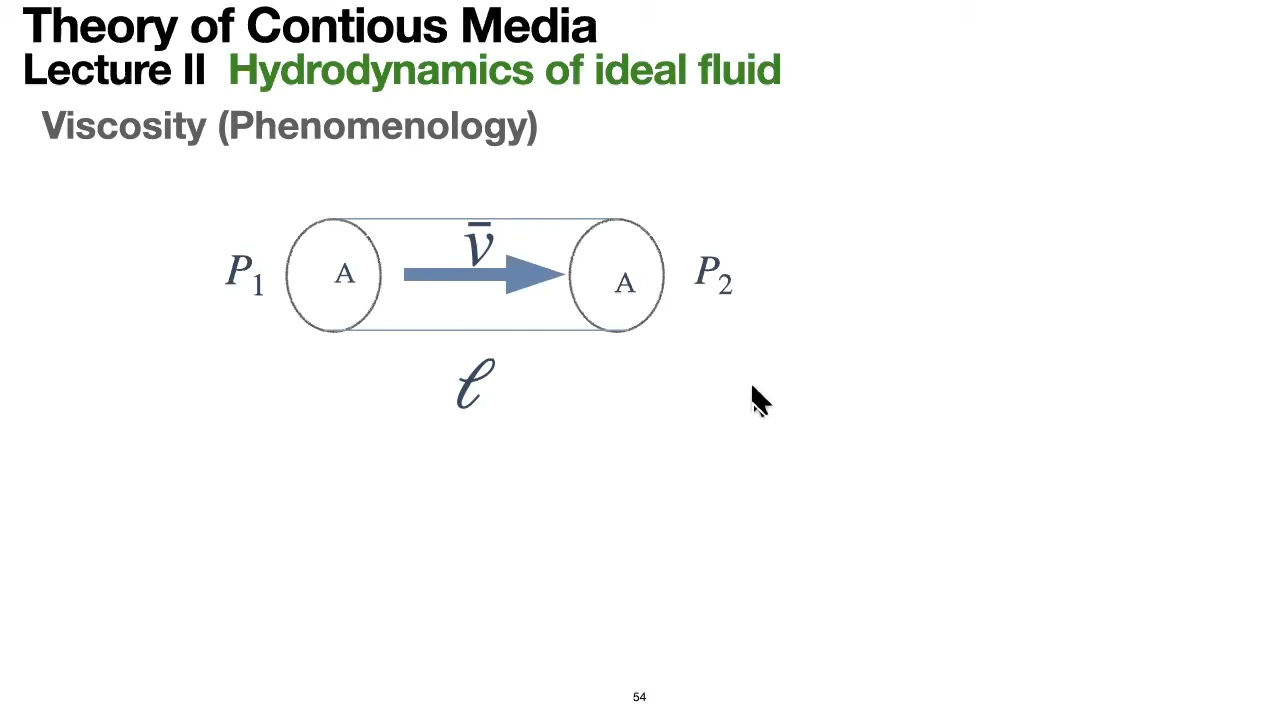 Theory of Contious Media
Lecture II Hydrodynamics of ideal fluid
Viscosity (Phenomenology)
P₁ A v̄ A P₂
ℓ
54